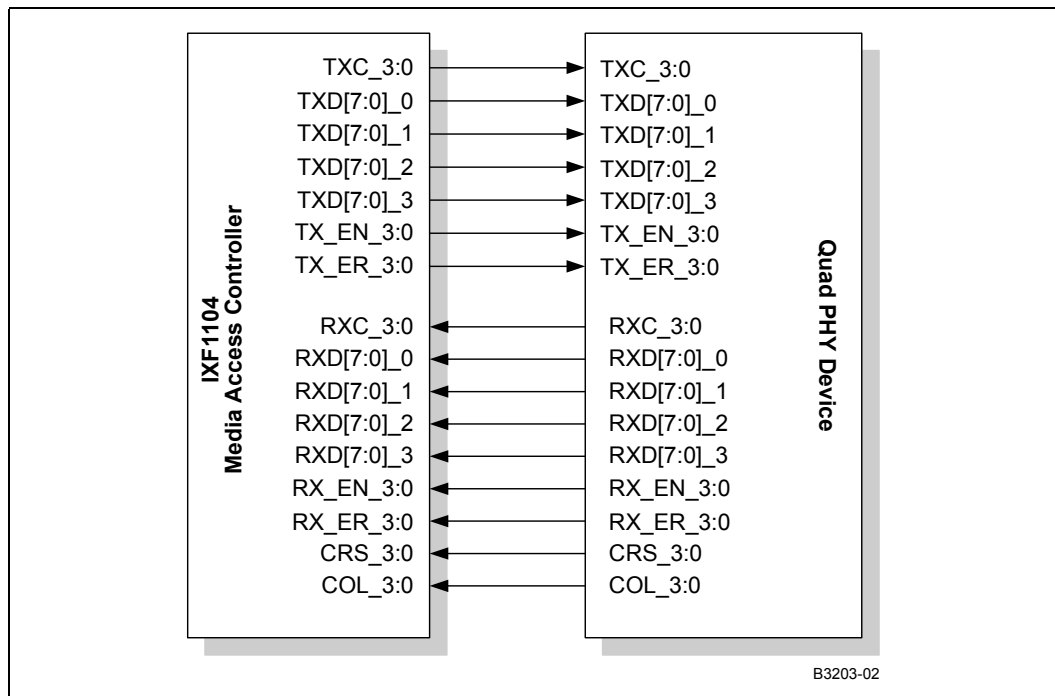 IXF1104
Media Access Controller
TXC_3:0
TXD[7:0]_0
TXD[7:0]_1
TXD[7:0]_2
TXD[7:0]_3
TX_EN_3:0
TX_ER_3:0
RXC_3:0
RXD[7:0]_0
RXD[7:0]_1
RXD[7:0]_2
RXD[7:0]_3
RX_EN_3:0
RX_ER_3:0
CRS_3:0
COL_3:0
TXC_3:0
TXD[7:0]_0
TXD[7:0]_1
TXD[7:0]_2
TXD[7:0]_3
TX_EN_3:0
TX_ER_3:0
RXC_3:0
RXD[7:0]_0
RXD[7:0]_1
RXD[7:0]_2
RXD[7:0]_3
RX_EN_3:0
RX_ER_3:0
CRS_3:0
COL_3:0
Quad PHY Device
B3203-02